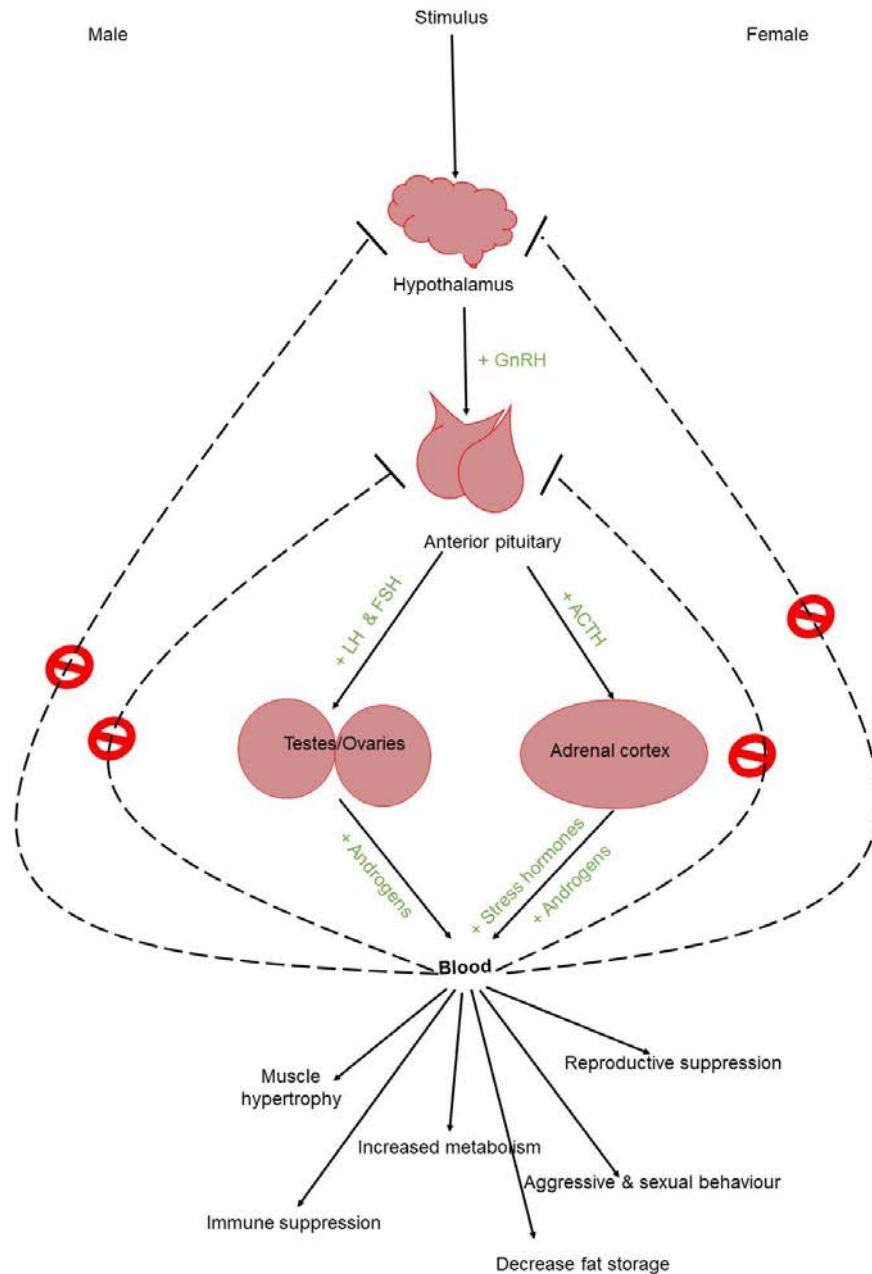 Stimulus
Male
Female
Hypothalamus
+ GnRH
Anterior pituitary
+ LH & FSH
+ ACTH
Testes/Ovaries
Adrenal cortex
+ Androgens
+ Stress hormones
+ Androgens
Blood
Reproductive suppression
Muscle
hypertrophy
Increased metabolism
Aggressive & sexual behaviour
Immune suppression
Decrease fat storage